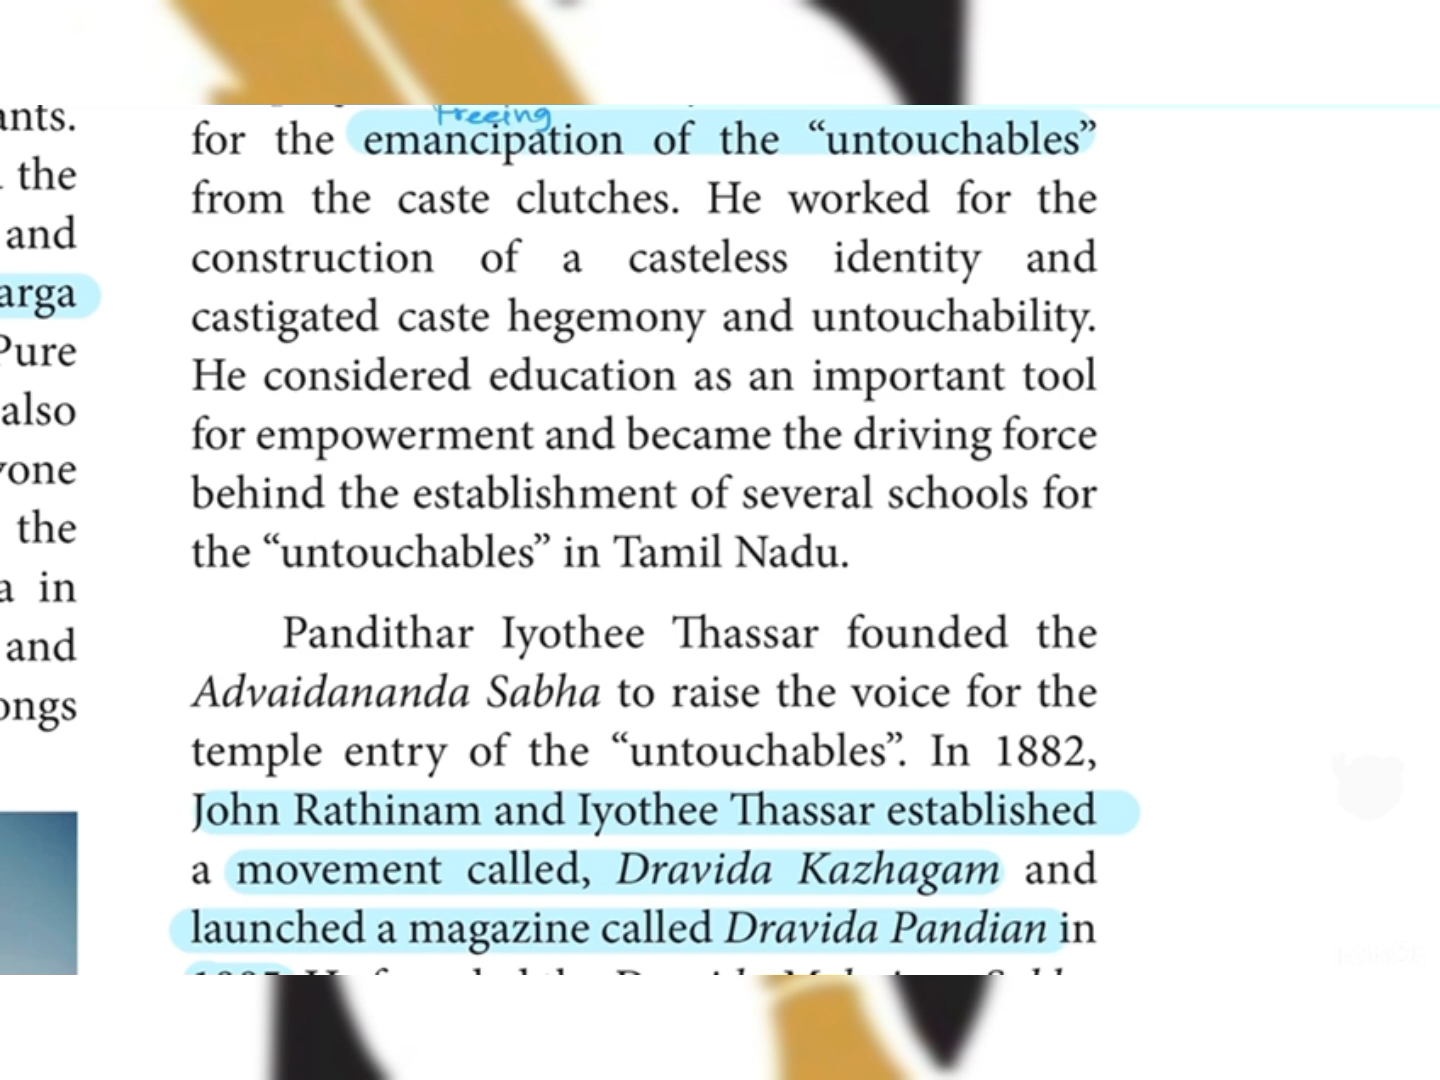 ants.
the
and
arga
Pure
also
yone
the
a in
and
ongs
Freeing
for the emancipation of the “untouchables”
from the caste clutches. He worked for the
construction of a casteless identity and
castigated caste hegemony and untouchability.
He considered education as an important tool
for empowerment and became the driving force
behind the establishment of several schools for
the “untouchables” in Tamil Nadu.
Pandithar Iyothee Thassar founded the
Advaidananda Sabha to raise the voice for the
temple entry of the “untouchables”. In 1882,
John Rathinam and Iyothee Thassar established
a movement called, Dravida Kazhagam and
launched a magazine called Dravida Pandian in